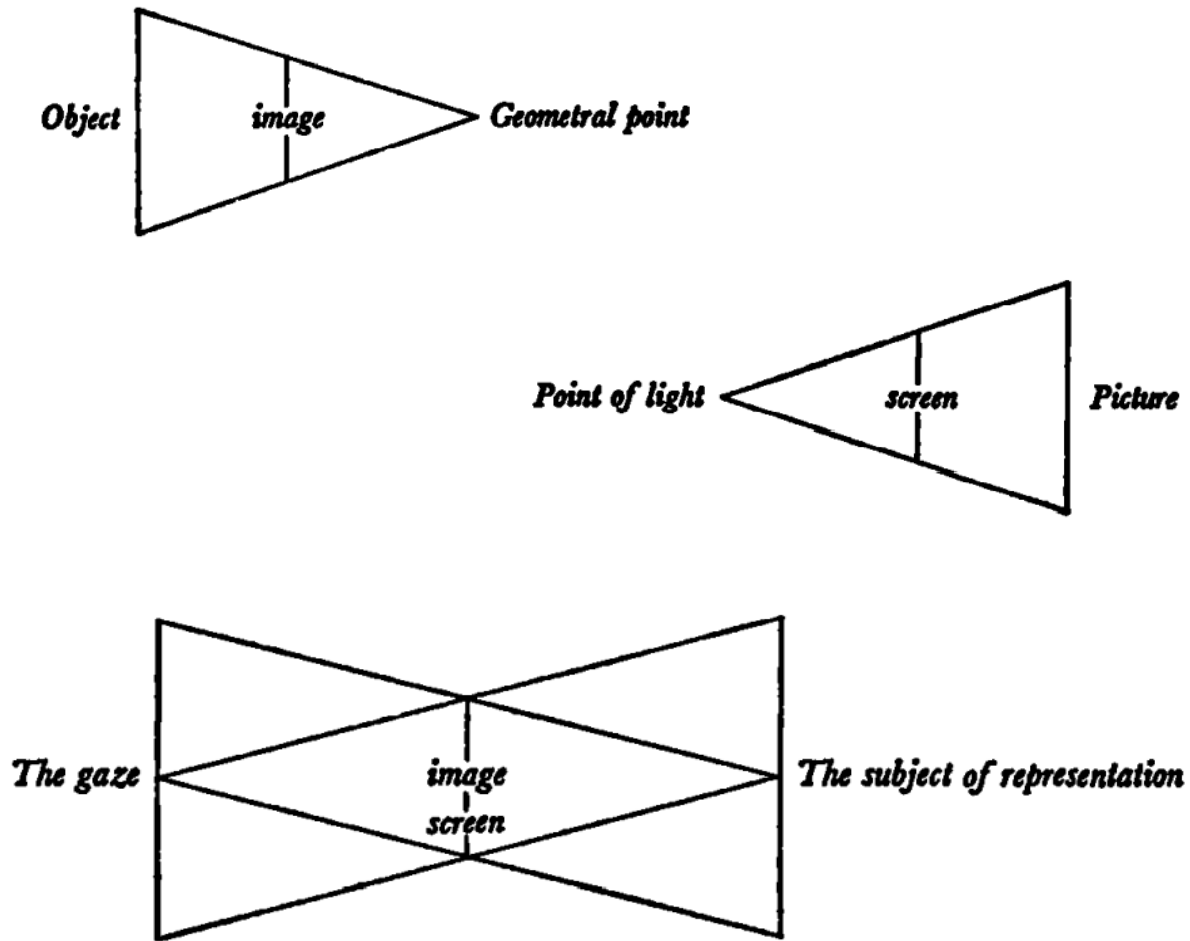 Object
image
Geometral point
Point of light
screen
Picture
The gaze
image
screen
The subject of representation